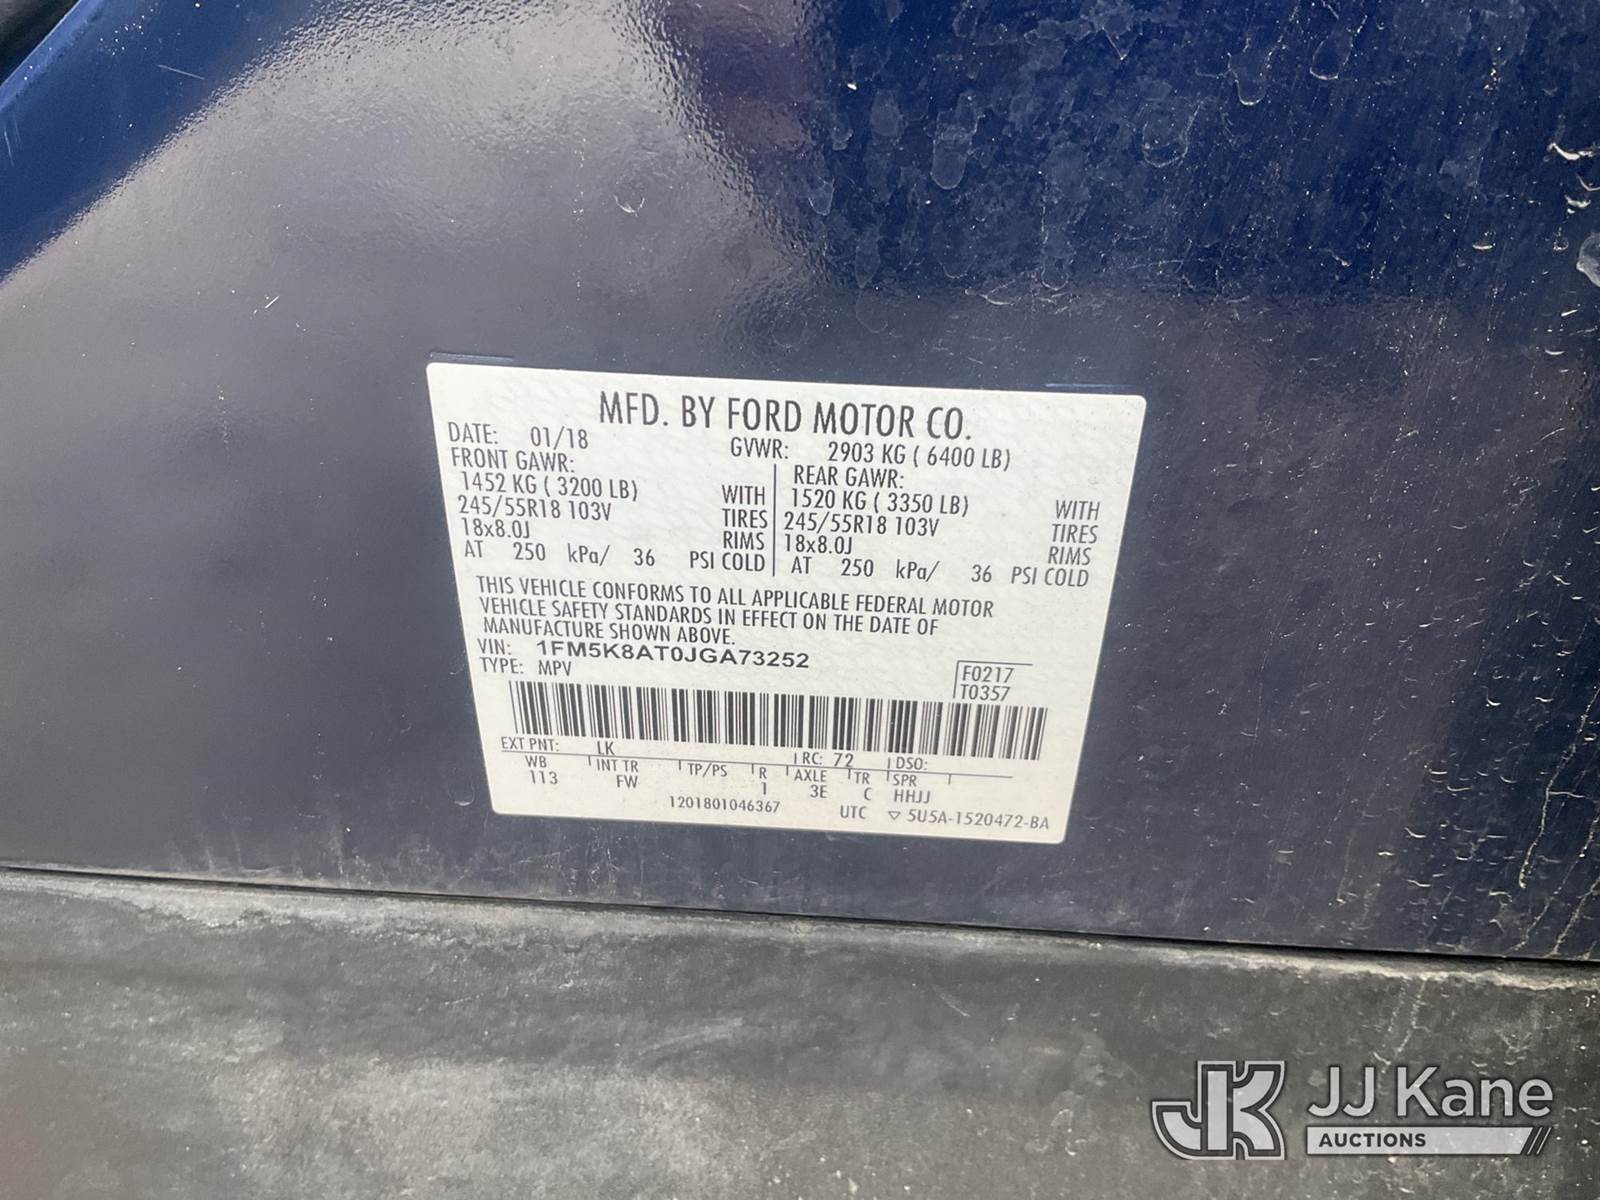 MFD. BY FORD MOTOR CO.
DATE: 01/18 GVWR: 2903 KG ( 6400 LB)
FRONT GAWR: REAR GAWR:
1452 KG ( 3200 LB) WITH 1520 KG ( 3350 LB) WITH
245/55R18 103V TIRES 245/55R18 103V TIRES
18x8.0J RIMS 18x8.0J RIMS
AT 250 kPa/ 36 PSI COLD AT 250 kPa/ 36 PSI COLD
THIS VEHICLE CONFORMS TO ALL APPLICABLE FEDERAL MOTOR
VEHICLE SAFETY STANDARDS IN EFFECT ON THE DATE OF
MANUFACTURE SHOWN ABOVE.
VIN: 1FM5K8AT0JGA73252
TYPE: MPV F0217
T0357
EXT PNT: LK RC: 72 DSO:
WB INT TR TP/PS R AXLE TR SPR
113 FW 1 3E C HHJJ
1201801046367 UTC ▽ 5U5A-1520472-BA
JK JJ Kane
AUCTIONS